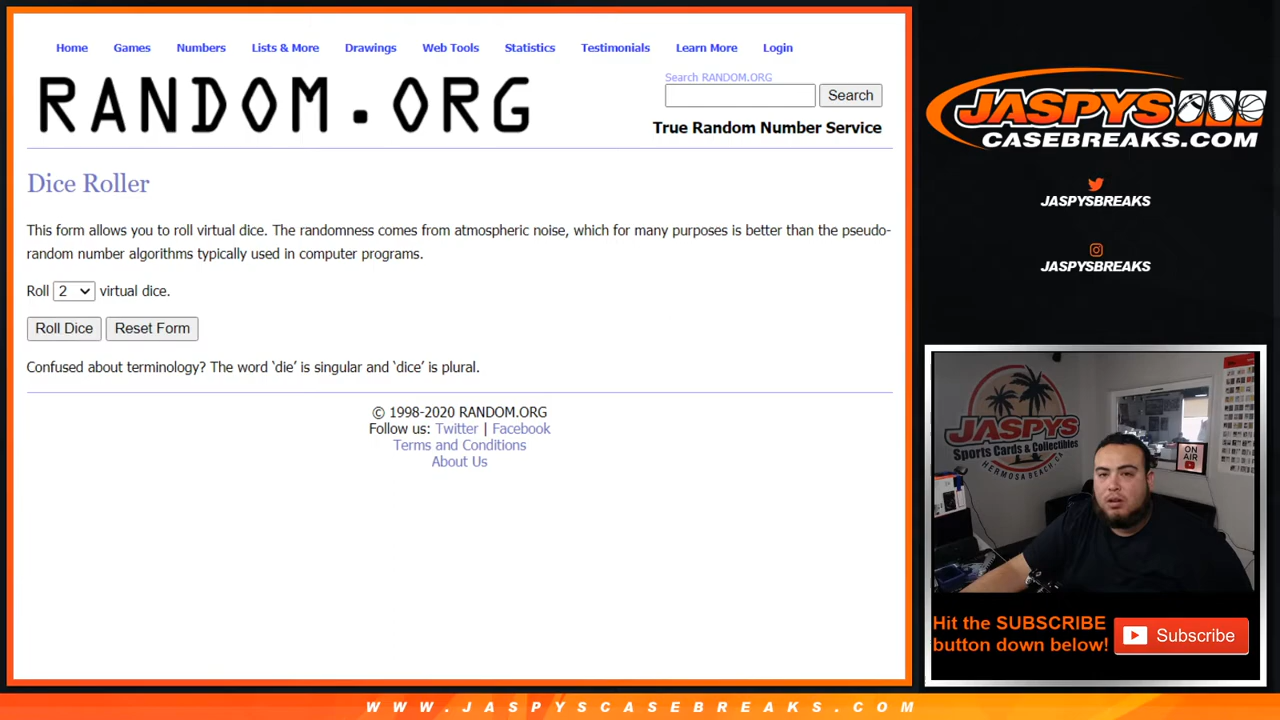 Home Games Numbers Lists & More Drawings Web Tools Statistics Testimonials Learn More Login
RANDOM.ORG
Search RANDOM.ORG
Search
True Random Number Service
Dice Roller
This form allows you to roll virtual dice. The randomness comes from atmospheric noise, which for many purposes is better than the pseudo-
random number algorithms typically used in computer programs.
Roll 2 virtual dice.
Roll Dice Reset Form
Confused about terminology? The word ‘die’ is singular and ‘dice’ is plural.
© 1998-2020 RANDOM.ORG
Follow us: Twitter | Facebook
Terms and Conditions
About Us
JASPYS
CASEBREAKS.COM
JASPYSBREAKS
JASPYSBREAKS
JASPYS
Sports Cards & Collectibles
HERMOSA BEACH, CA
ON
AIR
Hit the SUBSCRIBE
button down below!
Subscribe
WWW.JASPYSCASEBREAKS.COM